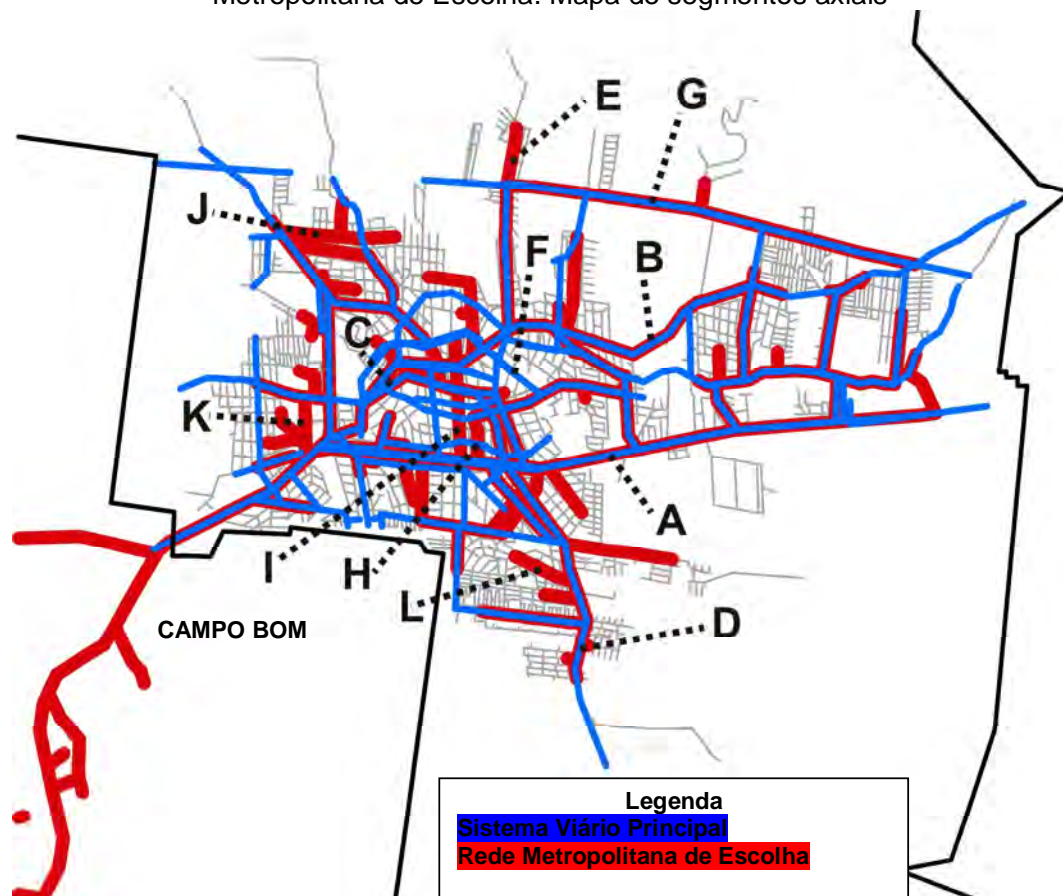 Metropolitana de Escolha. Mapa de segmentos axiais
E
G
J
F
B
C
K
A
I
H
L
D
CAMPO BOM
Legenda
Sistema Viário Principal
Rede Metropolitana de Escolha